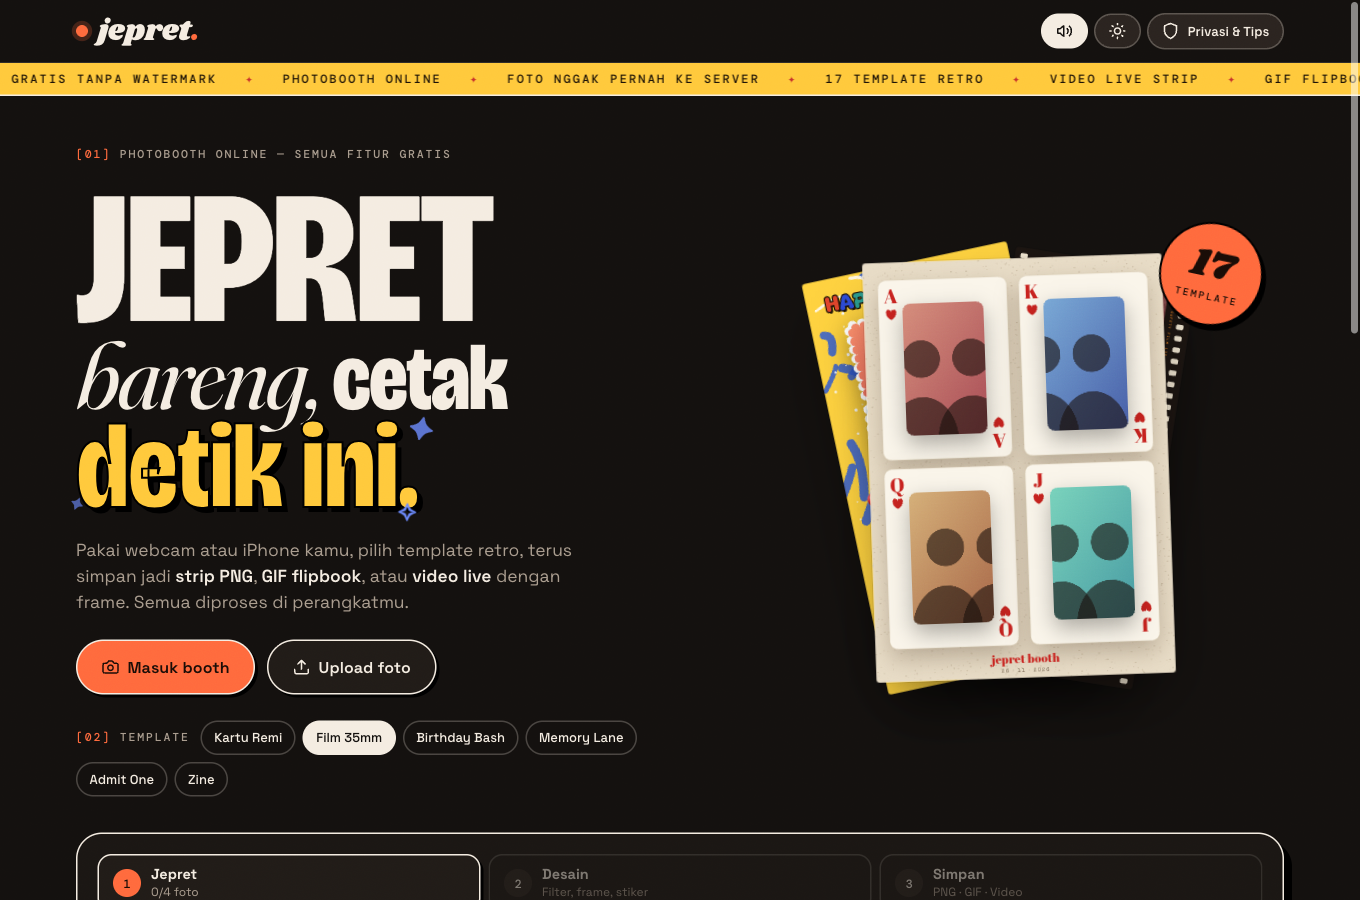 jepret.
Privasi & Tips
GRATIS TANPA WATERMARK ✦ PHOTOBOOTH ONLINE ✦ FOTO NGGAK PERNAH KE SERVER ✦ 17 TEMPLATE RETRO ✦ VIDEO LIVE STRIP ✦ GIF FLIPBO
[01] PHOTOBOOTH ONLINE — SEMUA FITUR GRATIS
JEPRET
bareng, cetak
detik ini.
Pakai webcam atau iPhone kamu, pilih template retro, terus
simpan jadi strip PNG, GIF flipbook, atau video live dengan
frame. Semua diproses di perangkatmu.
Masuk booth
Upload foto
[02] TEMPLATE Kartu Remi Film 35mm Birthday Bash Memory Lane
Admit One Zine
17
TEMPLATE
HAP
A K
A K
Q J
Q J
jepret booth
1 Jepret
0/4 foto
2 Desain
Filter, frame, stiker
3 Simpan
PNG · GIF · Video